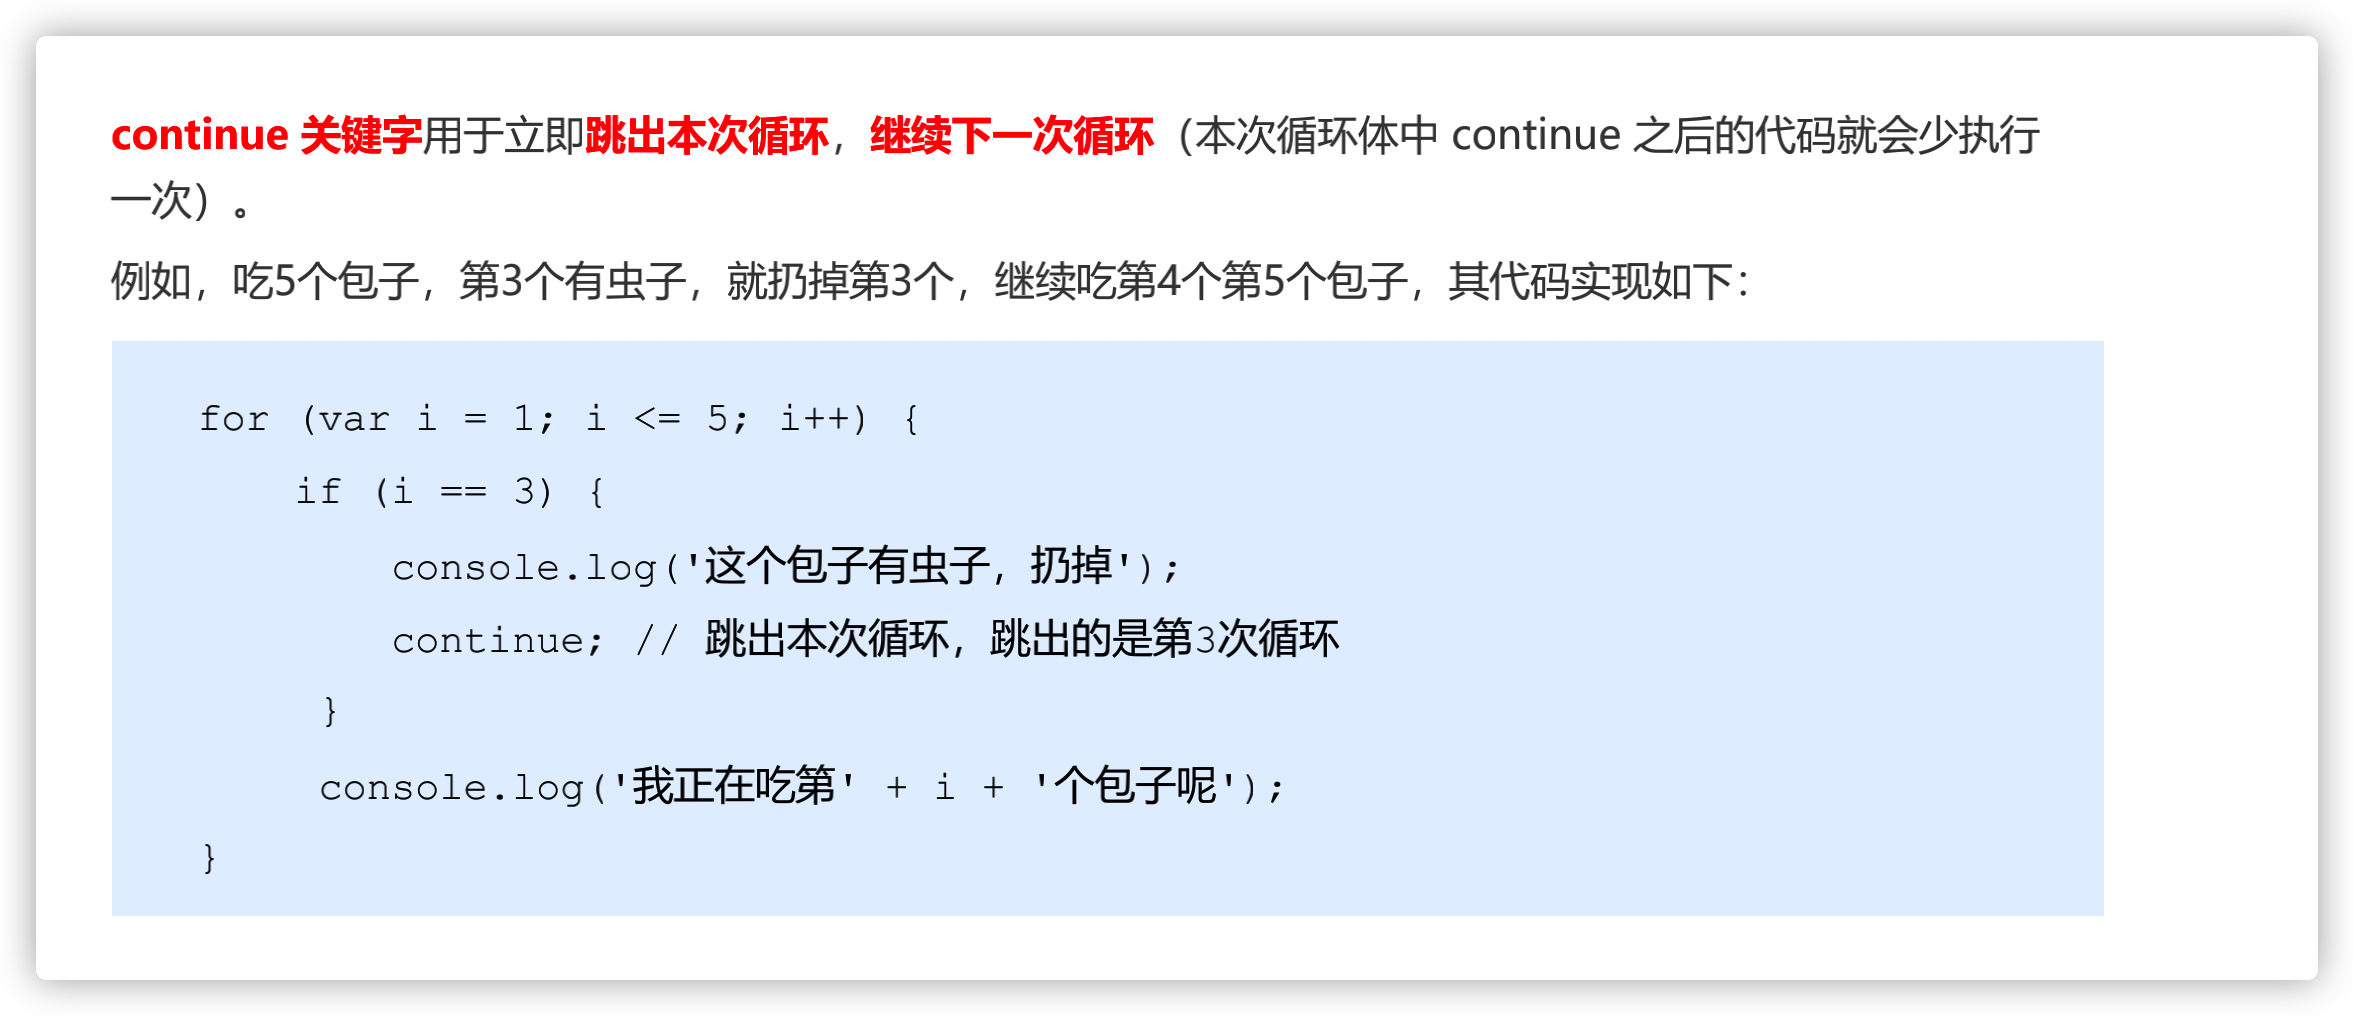 continue 关键字用于立即跳出本次循环，继续下一次循环（本次循环体中 continue 之后的代码就会少执行
一次）。
例如，吃5个包子，第3个有虫子，就扔掉第3个，继续吃第4个第5个包子，其代码实现如下：
for (var i = 1; i <= 5; i++) {
if (i == 3) {
console.log('这个包子有虫子，扔掉');
continue; // 跳出本次循环，跳出的是第3次循环
}
console.log('我正在吃第' + i + '个包子呢');
}